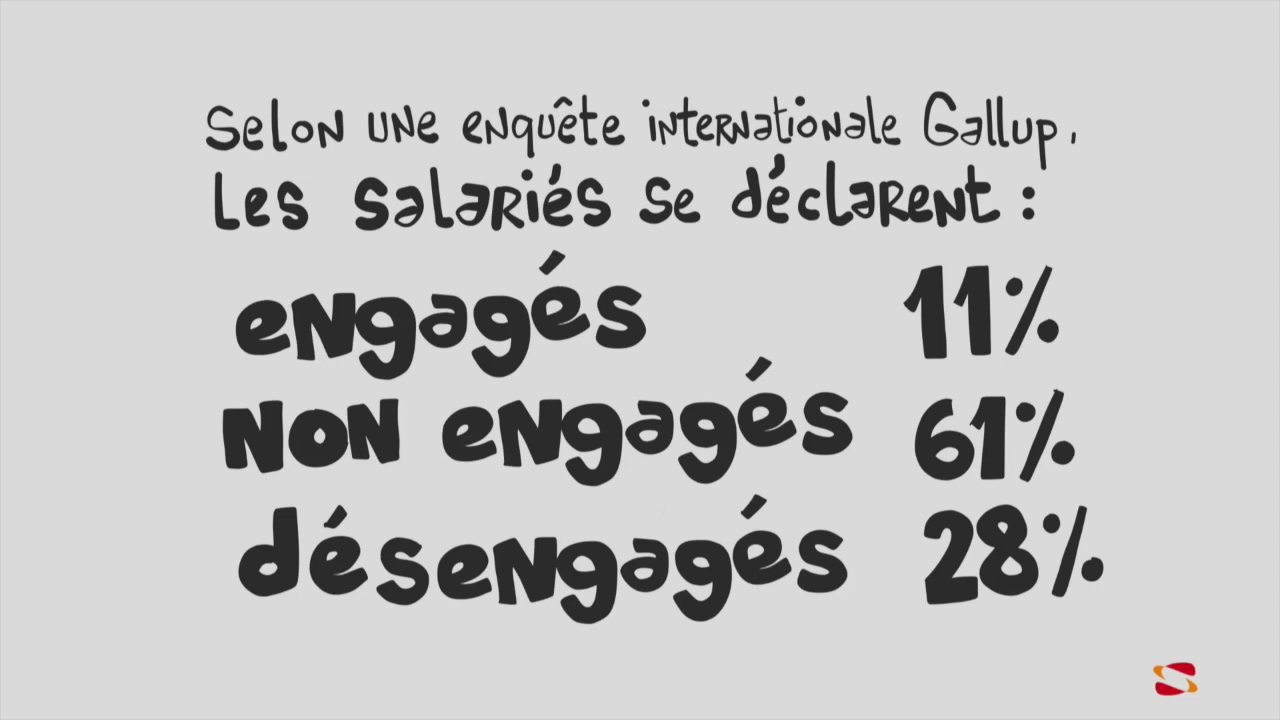 Selon une enquête internationale Gallup,
les salariés se déclarent :
engagés 11%
non engagés 61%
désengagés 28%